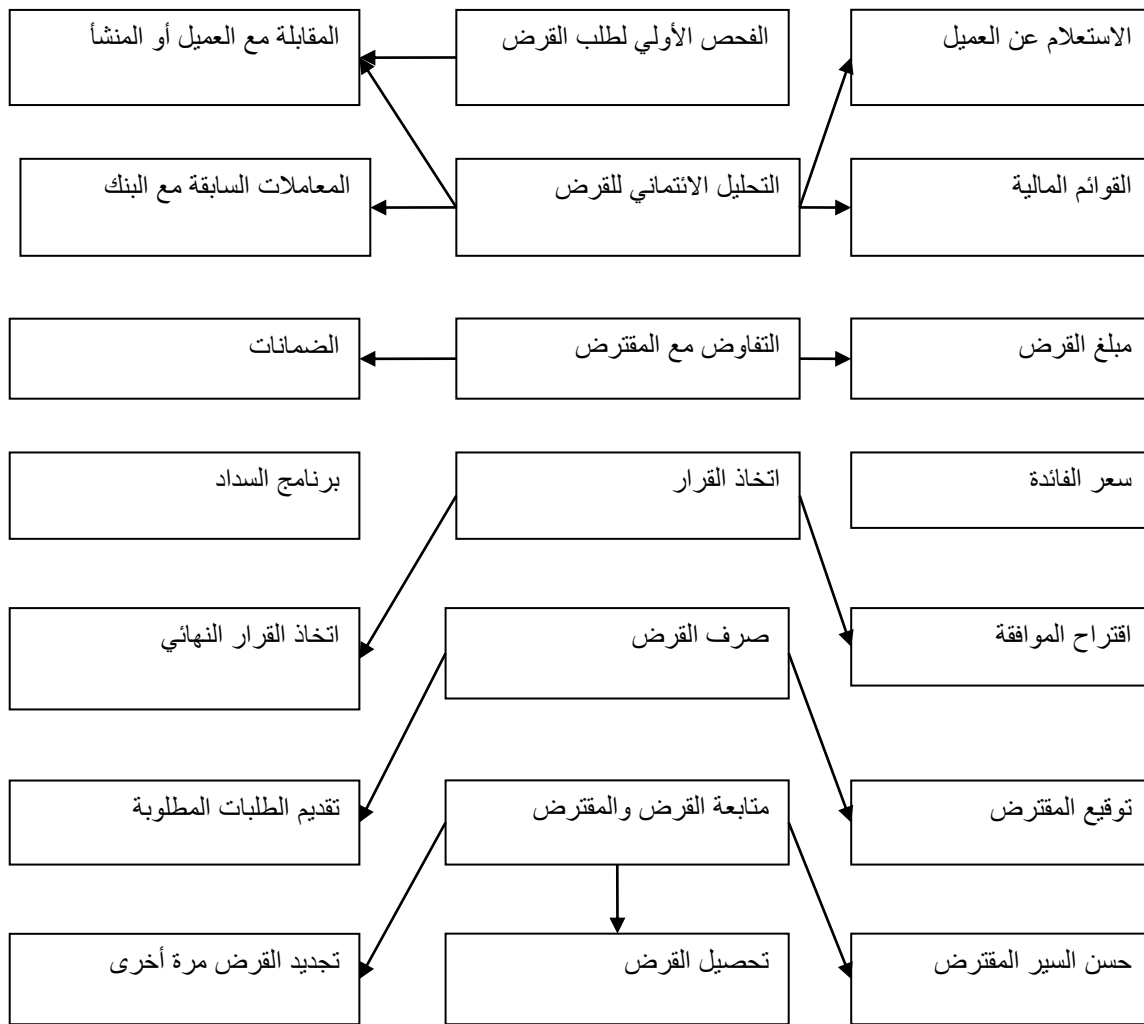 الاستعلام عن العميل
الفحص الأولي لطلب القرض
المقابلة مع العميل أو المنشأ
القوائم المالية
التحليل الائتماني للقرض
المعاملات السابقة مع البنك
مبلغ القرض
التفاوض مع المقترض
الضمانات
سعر الفائدة
اتخاذ القرار
برنامج السداد
اقتراح الموافقة
صرف القرض
اتخاذ القرار النهائي
توقيع المقترض
متابعة القرض والمقترض
تقديم الطلبات المطلوبة
حسن السير المقترض
تحصيل القرض
تجديد القرض مرة أخرى